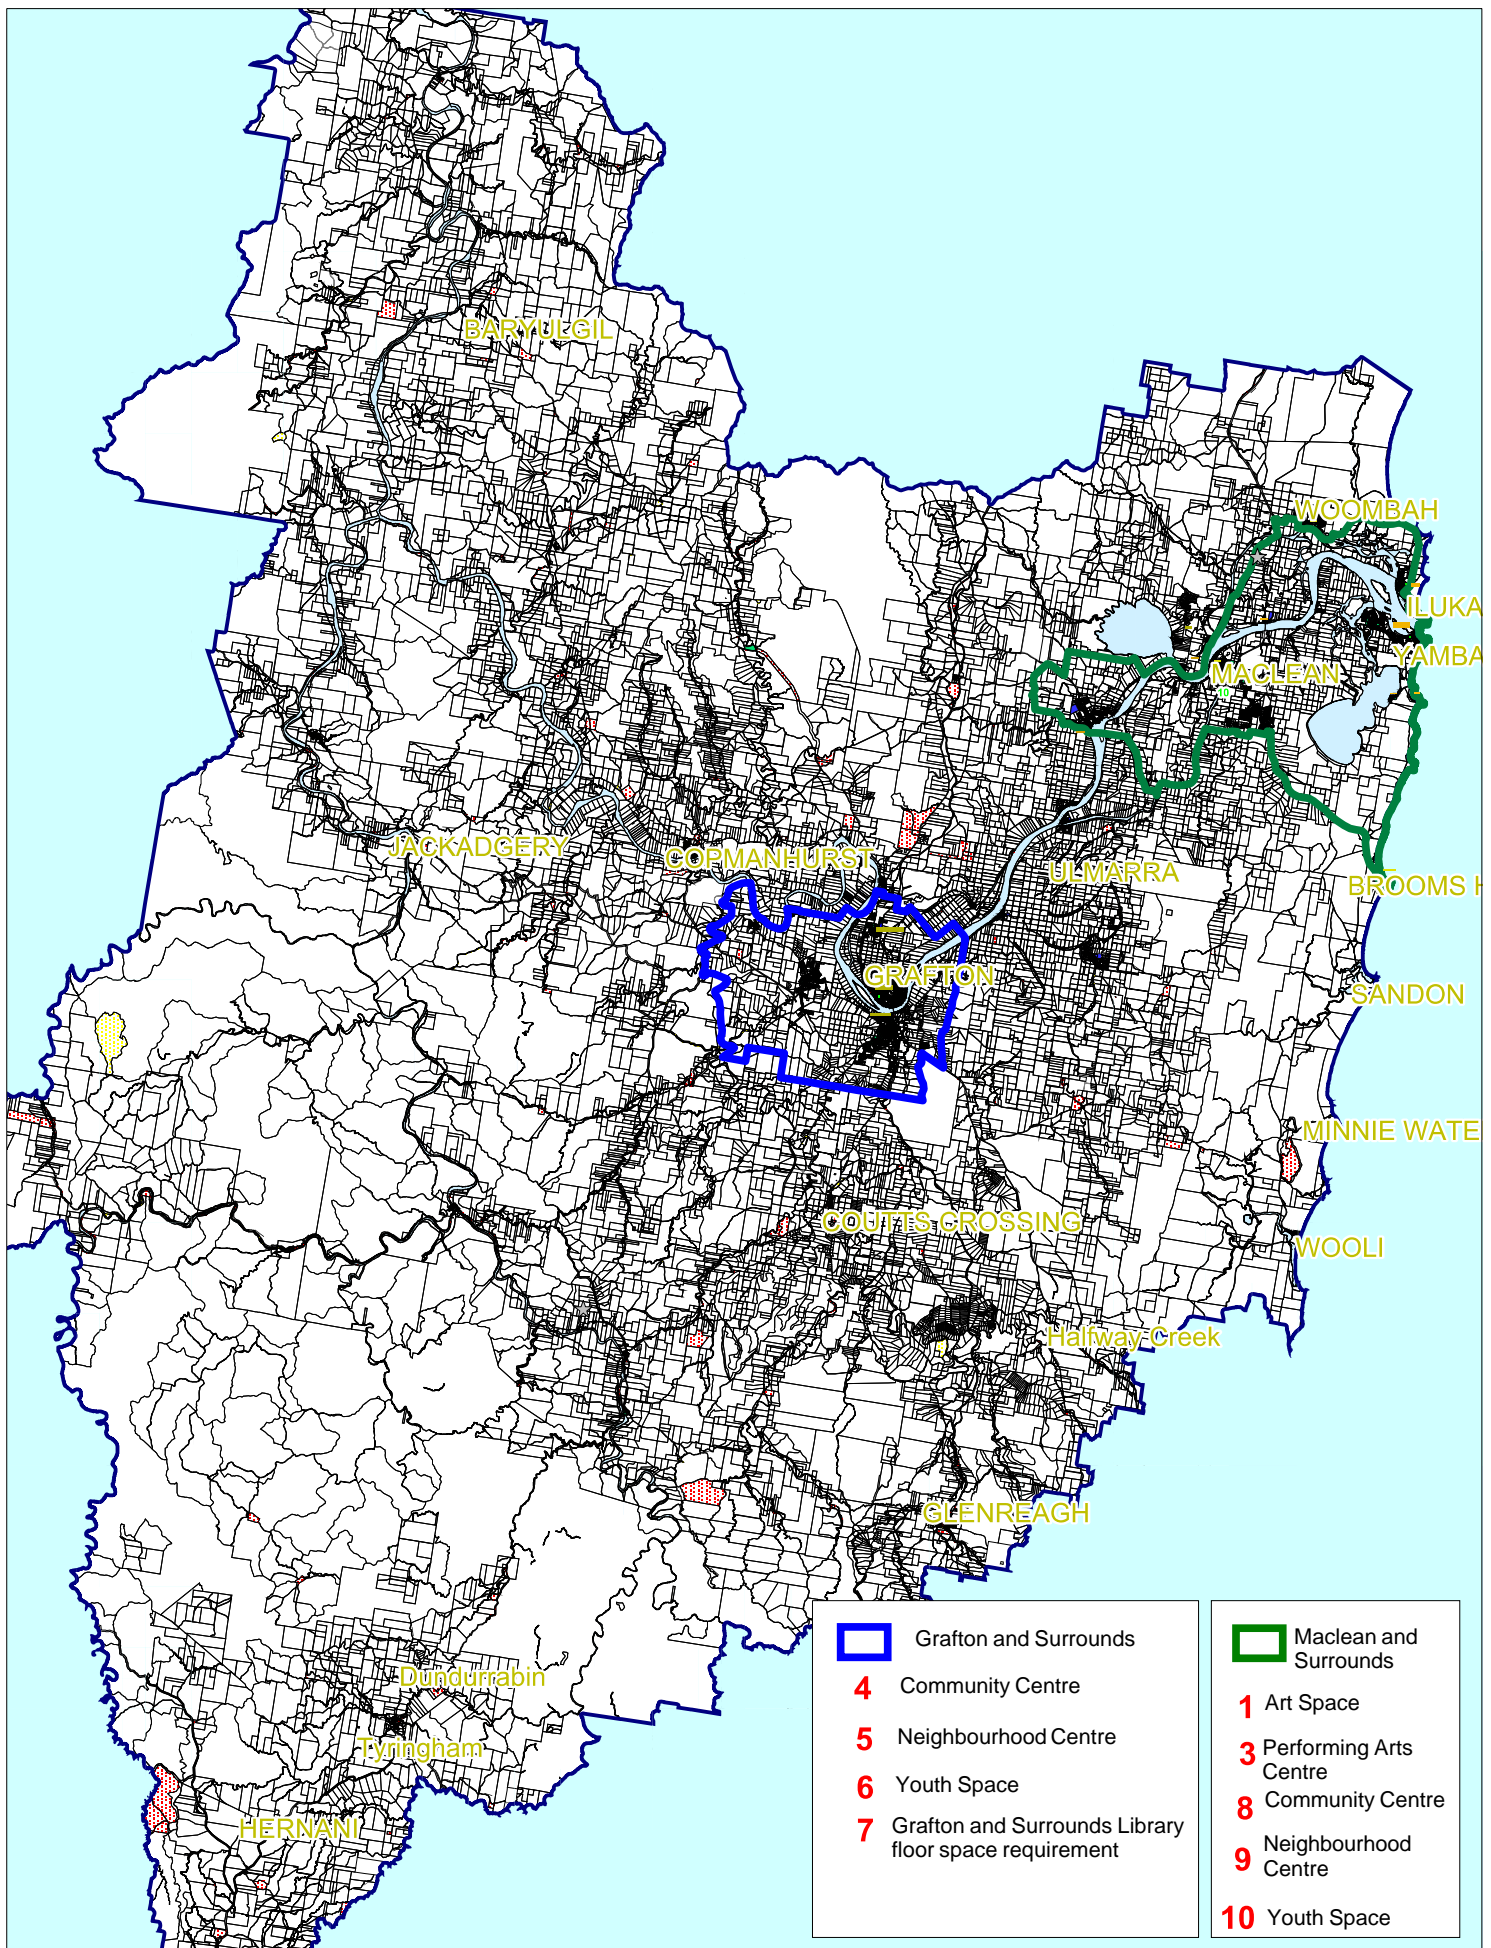 BARYULGIL
WOOMBAH
ILUKA
YAMBA
MACLEAN
10
JACKADGERY
COPMANHURST
ULMARRA
BROOMS H
GRAFTON
SANDON
MINNIE WATE
COUTTS CROSSING
WOOLI
Halfway Creek
GLENREAGH
Dundurrabin
Tyringham
HERNANI
Grafton and Surrounds
4 Community Centre
5 Neighbourhood Centre
6 Youth Space
7 Grafton and Surrounds Library
floor space requirement
Maclean and
Surrounds
1 Art Space
3 Performing Arts
Centre
8 Community Centre
9 Neighbourhood
Centre
10 Youth Space